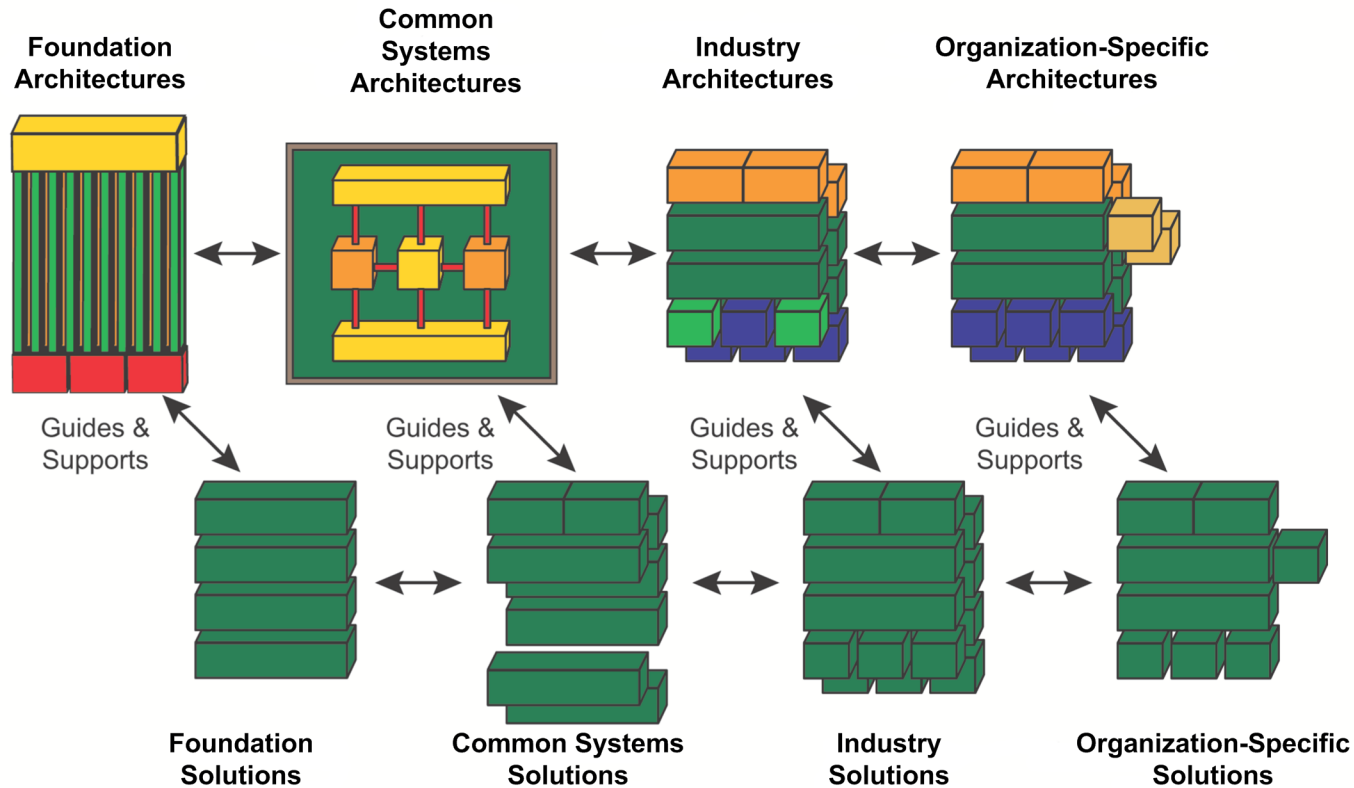 Foundation
Architectures
Common
Systems
Architectures
Industry
Architectures
Organization-Specific
Architectures
Guides &
Supports
Guides &
Supports
Guides &
Supports
Guides &
Supports
Foundation
Solutions
Common Systems
Solutions
Industry
Solutions
Organization-Specific
Solutions